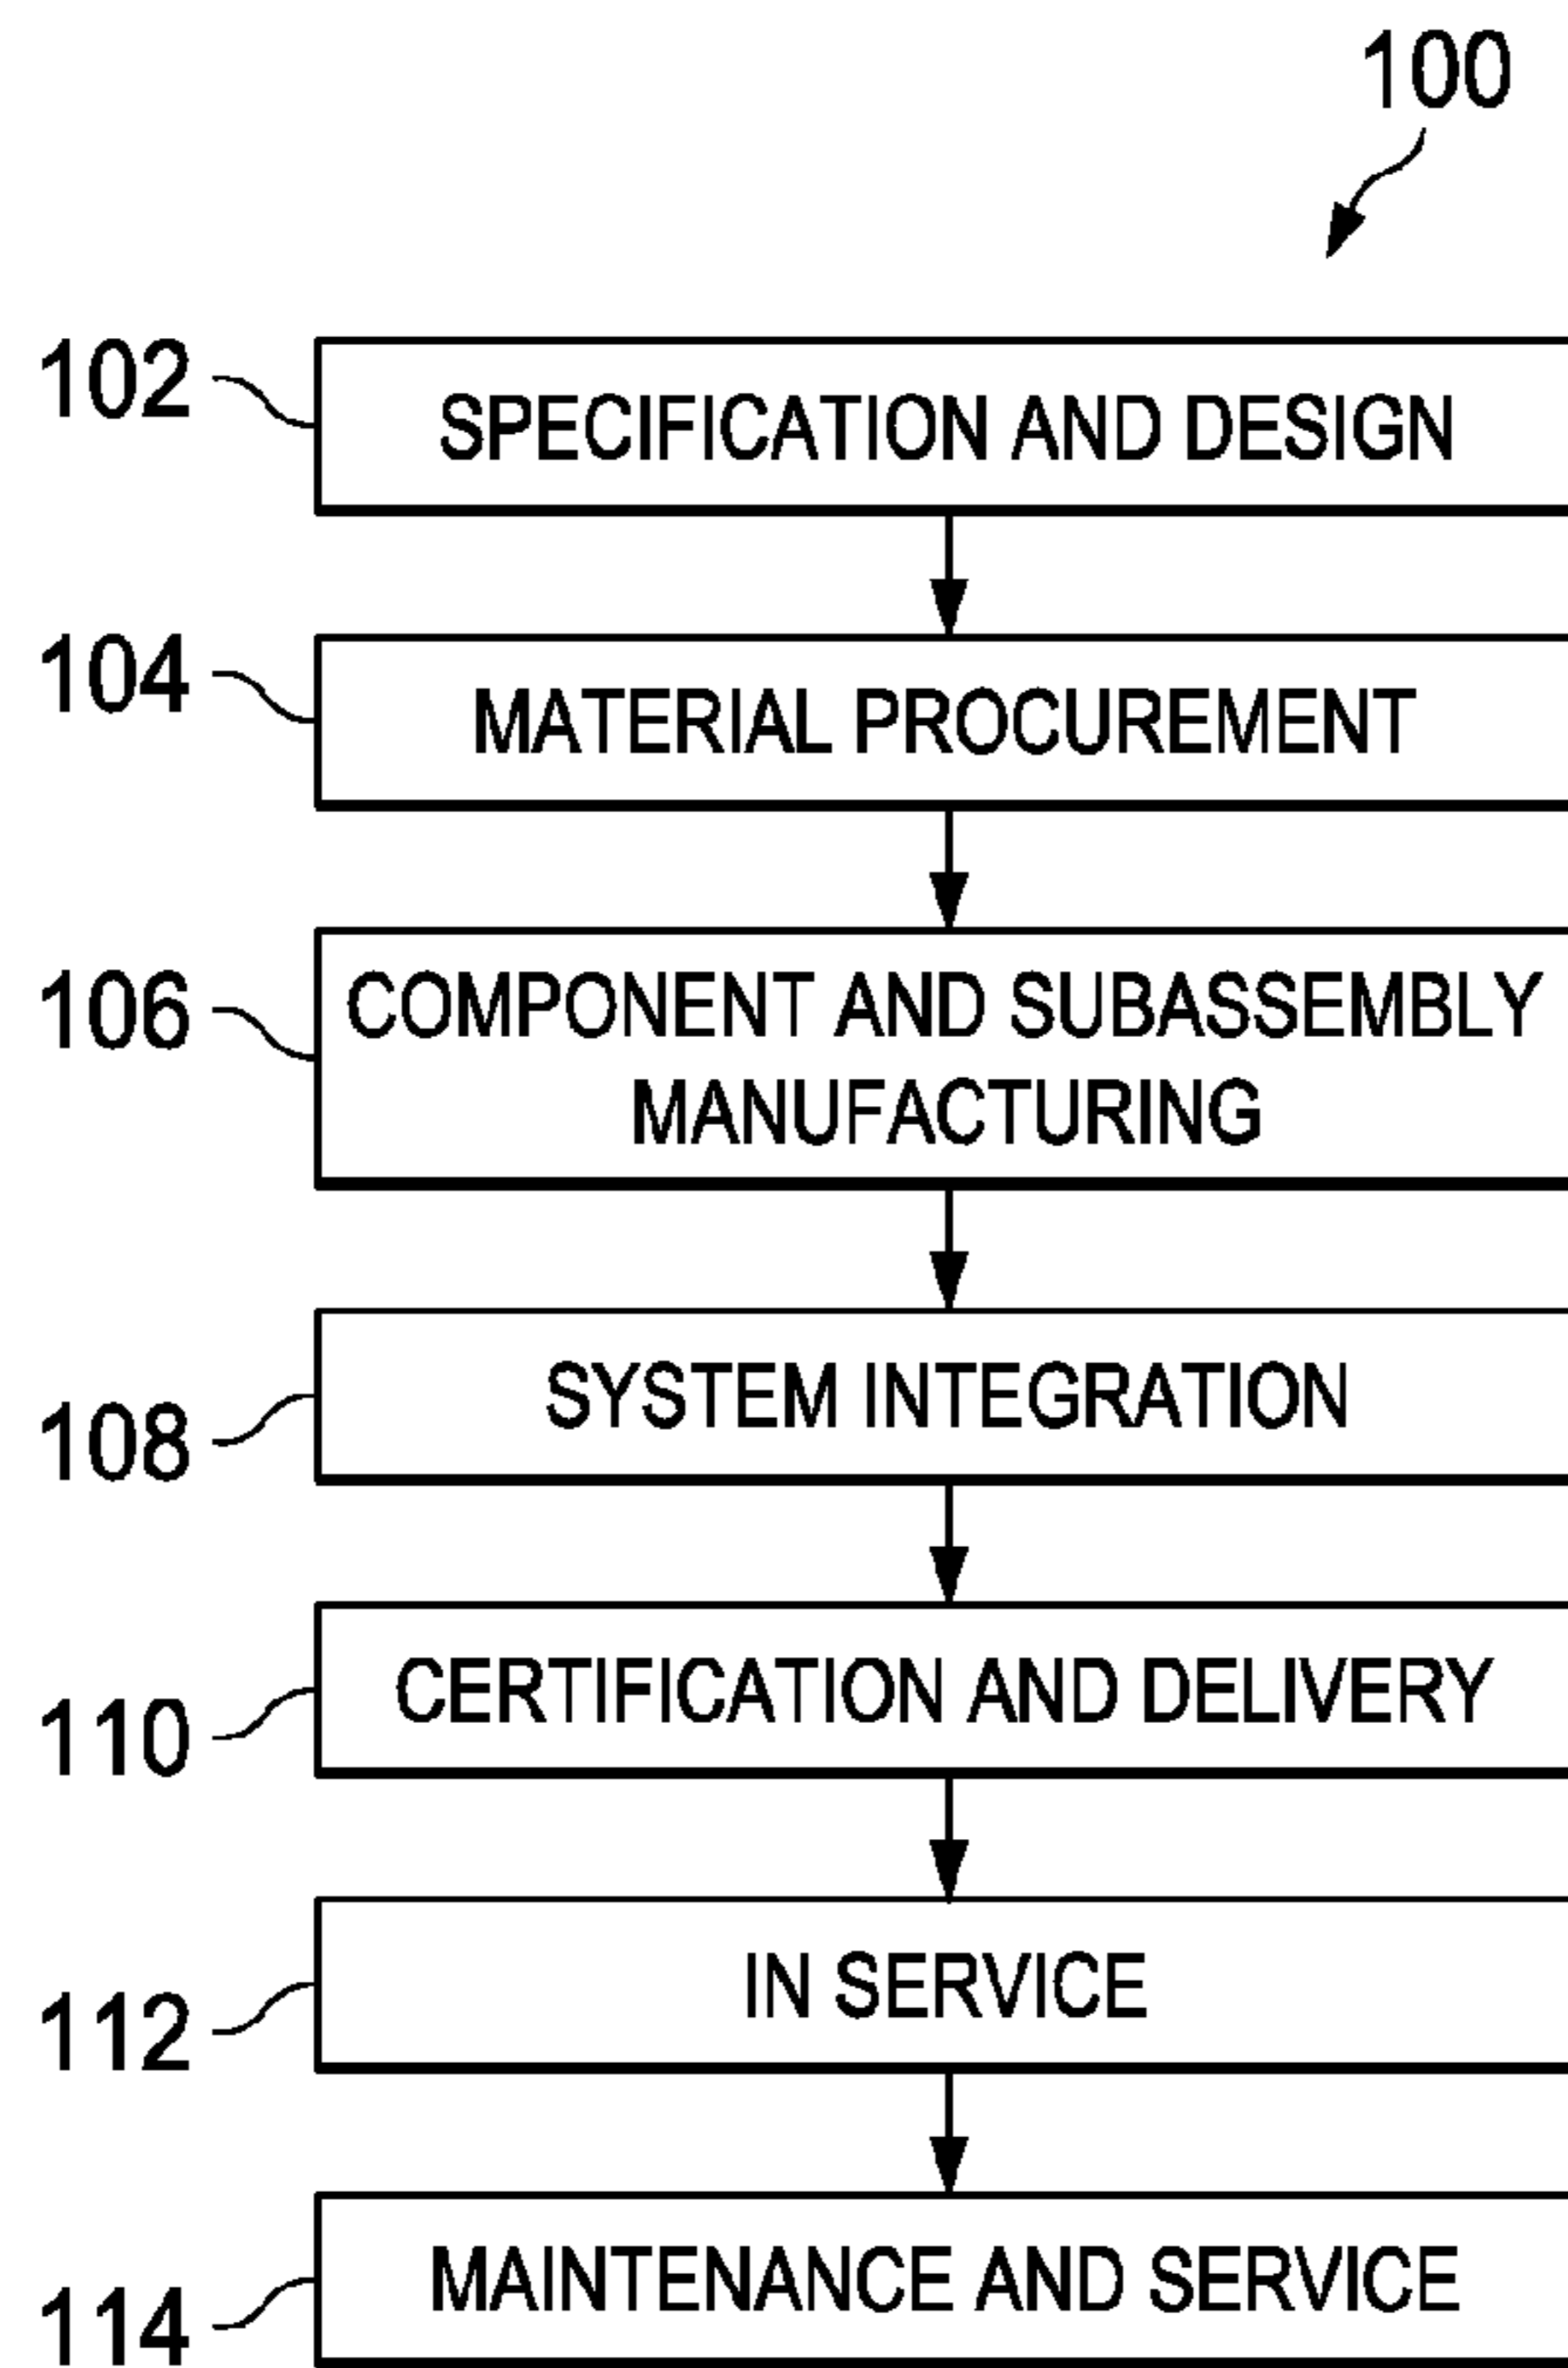 100
102
SPECIFICATION AND DESIGN
104
MATERIAL PROCUREMENT
106
COMPONENT AND SUBASSEMBLY
MANUFACTURING
108
SYSTEM INTEGRATION
110
CERTIFICATION AND DELIVERY
112
IN SERVICE
114
MAINTENANCE AND SERVICE